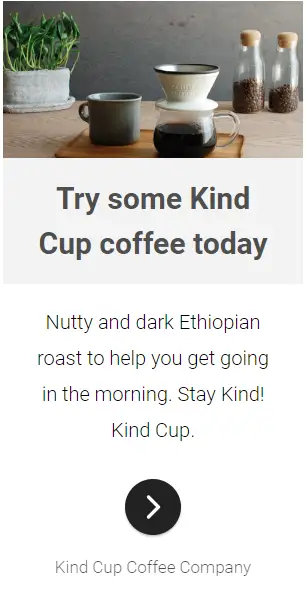 Try some Kind
Cup coffee today
Nutty and dark Ethiopian
roast to help you get going
in the morning. Stay Kind!
Kind Cup.
Kind Cup Coffee Company